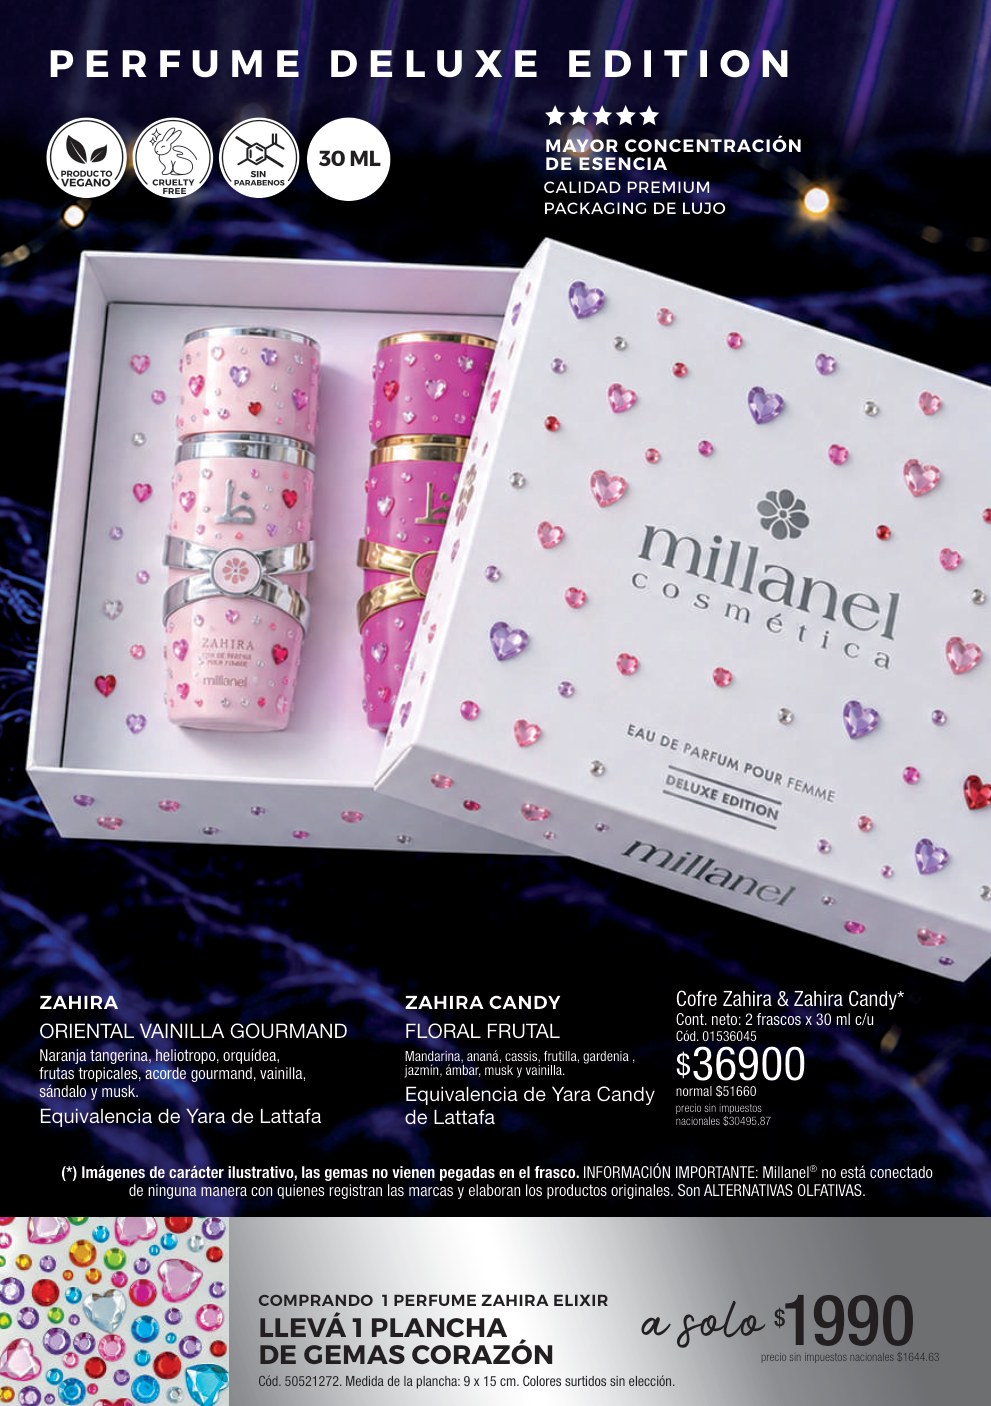 PERFUME DELUXE EDITION
PRODUCTO
VEGANO
CRUELTY
FREE
SIN
PARABENOS
30 ML
MAYOR CONCENTRACIÓN
DE ESENCIA
CALIDAD PREMIUM
PACKAGING DE LUJO
ظ
ZAHIRA
EAU DE PARFUM
POUR FEMME
millanel
millanel
cosmética
EAU DE PARFUM POUR FEMME
DELUXE EDITION
millanel
ZAHIRA
ORIENTAL VAINILLA GOURMAND
Naranja tangerina, heliotropo, orquídea,
frutas tropicales, acorde gourmand, vainilla,
sándalo y musk.
Equivalencia de Yara de Lattafa
ZAHIRA CANDY
FLORAL FRUTAL
Mandarina, ananá, cassis, frutilla, gardenia ,
jazmín, ámbar, musk y vainilla.
Equivalencia de Yara Candy
de Lattafa
Cofre Zahira & Zahira Candy*
Cont. neto: 2 frascos x 30 ml c/u
Cód. 01536045
$36900
normal $51660
precio sin impuestos
nacionales $30495.87
(*) Imágenes de carácter ilustrativo, las gemas no vienen pegadas en el frasco. INFORMACIÓN IMPORTANTE: Millanel® no está conectado
de ninguna manera con quienes registran las marcas y elaboran los productos originales. Son ALTERNATIVAS OLFATIVAS.
COMPRANDO 1 PERFUME ZAHIRA ELIXIR
LLEVÁ 1 PLANCHA
DE GEMAS CORAZÓN
Cód. 50521272. Medida de la plancha: 9 x 15 cm. Colores surtidos sin elección.
a solo $1990
precio sin impuestos nacionales $1644.63